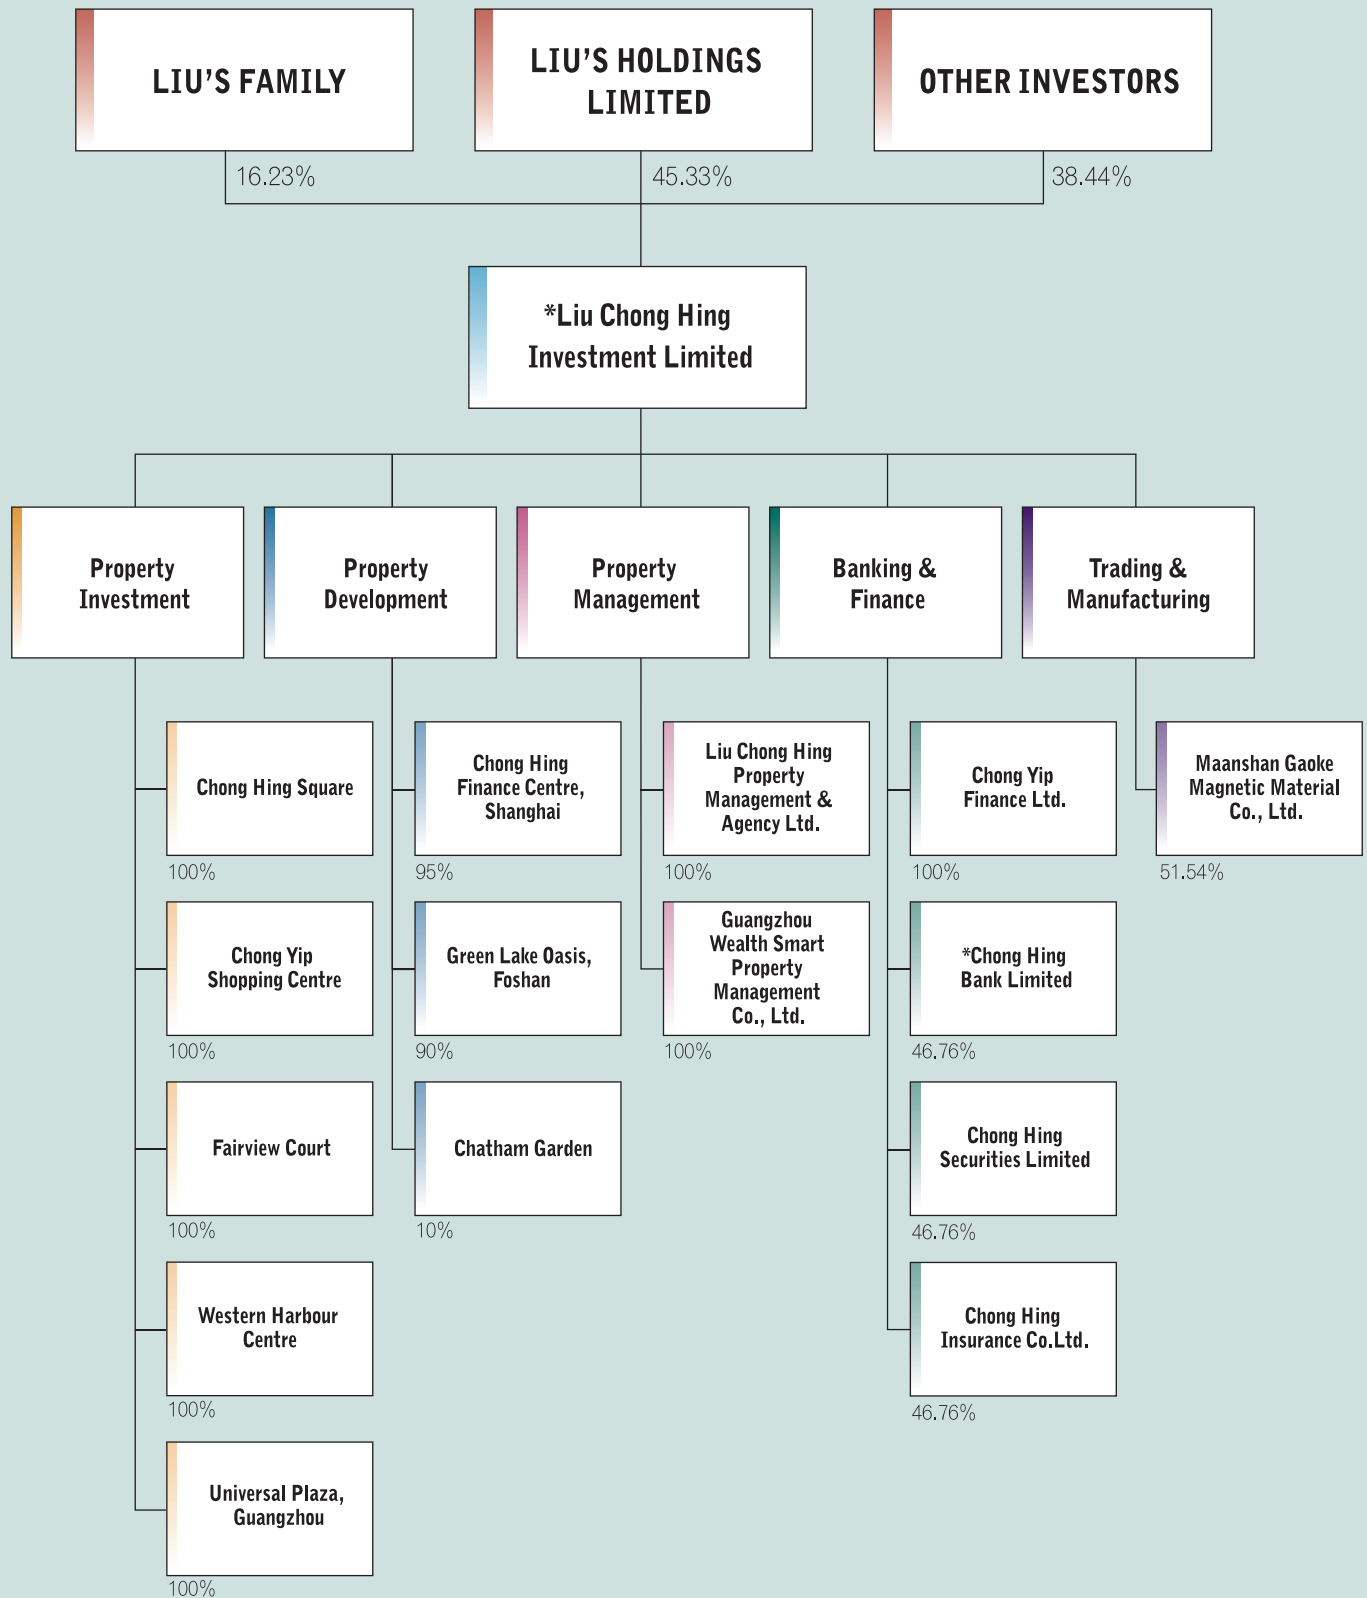 LIU'S FAMILY
LIU'S HOLDINGS
LIMITED
OTHER INVESTORS
16.23%
45.33%
38.44%
*Liu Chong Hing
Investment Limited
Property
Investment
Property
Development
Property
Management
Banking &
Finance
Trading &
Manufacturing
Chong Hing Square
100%
Chong Yip
Shopping Centre
100%
Fairview Court
100%
Western Harbour
Centre
100%
Universal Plaza,
Guangzhou
100%
Chong Hing
Finance Centre,
Shanghai
95%
Green Lake Oasis,
Foshan
90%
Chatham Garden
10%
Liu Chong Hing
Property
Management &
Agency Ltd.
100%
Guangzhou
Wealth Smart
Property
Management
Co., Ltd.
100%
Chong Yip
Finance Ltd.
100%
*Chong Hing
Bank Limited
46.76%
Chong Hing
Securities Limited
46.76%
Chong Hing
Insurance Co.Ltd.
46.76%
Maanshan Gaoke
Magnetic Material
Co., Ltd.
51.54%